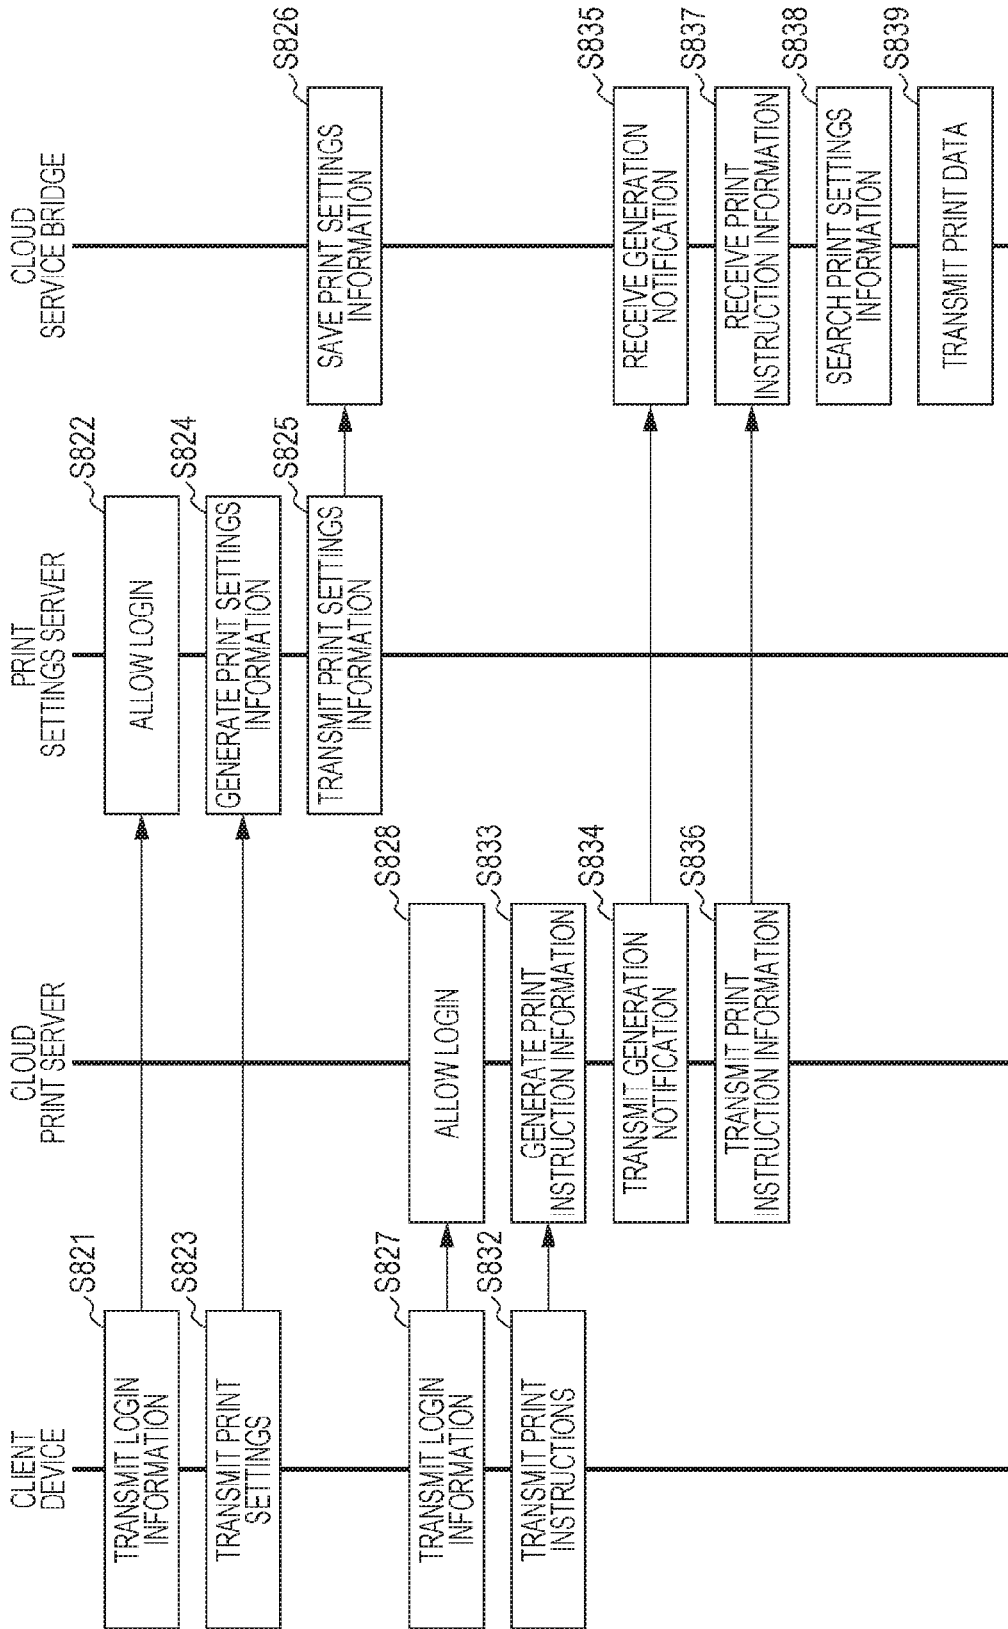 CLIENT
DEVICE
CLOUD
PRINT SERVER
PRINT
SETTINGS SERVER
CLOUD
SERVICE BRIDGE
S821
TRANSMIT LOGIN
INFORMATION
S822
ALLOW LOGIN
S823
TRANSMIT PRINT
SETTINGS
S824
GENERATE PRINT SETTINGS
INFORMATION
S825
TRANSMIT PRINT SETTINGS
INFORMATION
S826
SAVE PRINT SETTINGS
INFORMATION
S827
TRANSMIT LOGIN
INFORMATION
S828
ALLOW LOGIN
S832
TRANSMIT PRINT
INSTRUCTIONS
S833
GENERATE PRINT
INSTRUCTION INFORMATION
S834
TRANSMIT GENERATION
NOTIFICATION
S835
RECEIVE GENERATION
NOTIFICATION
S836
TRANSMIT PRINT
INSTRUCTION INFORMATION
S837
RECEIVE PRINT
INSTRUCTION INFORMATION
S838
SEARCH PRINT SETTINGS
INFORMATION
S839
TRANSMIT PRINT DATA